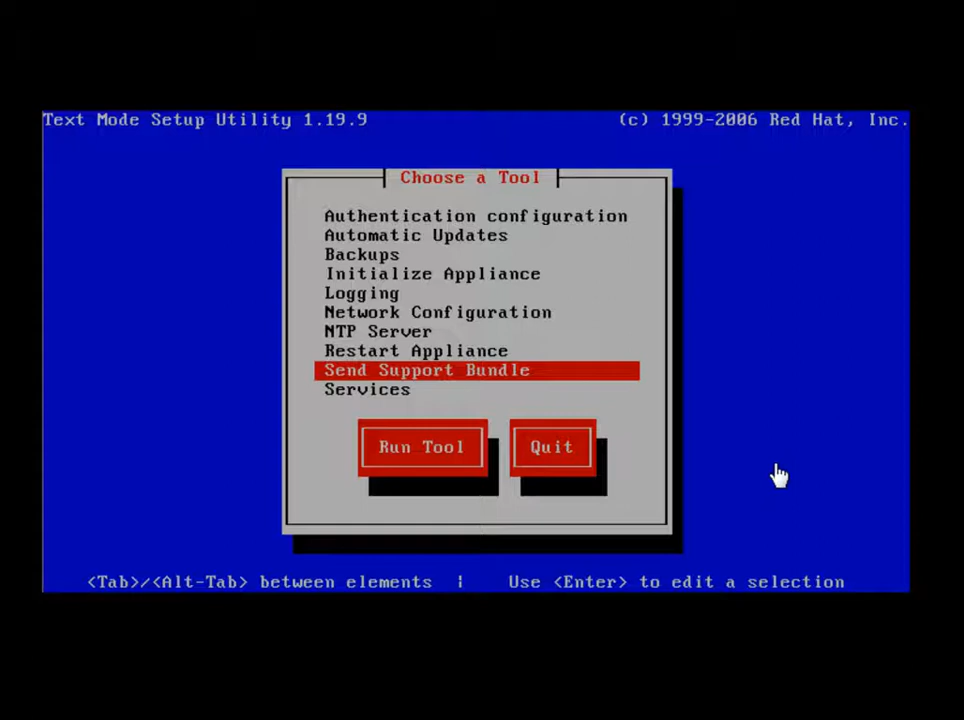 Text Mode Setup Utility 1.19.9 (c) 1999-2006 Red Hat, Inc.
Choose a Tool
Authentication configuration
Automatic Updates
Backups
Initialize Appliance
Logging
Network Configuration
NTP Server
Restart Appliance
Send Support Bundle
Services
Run Tool Quit
<Tab>/<Alt-Tab> between elements | Use <Enter> to edit a selection